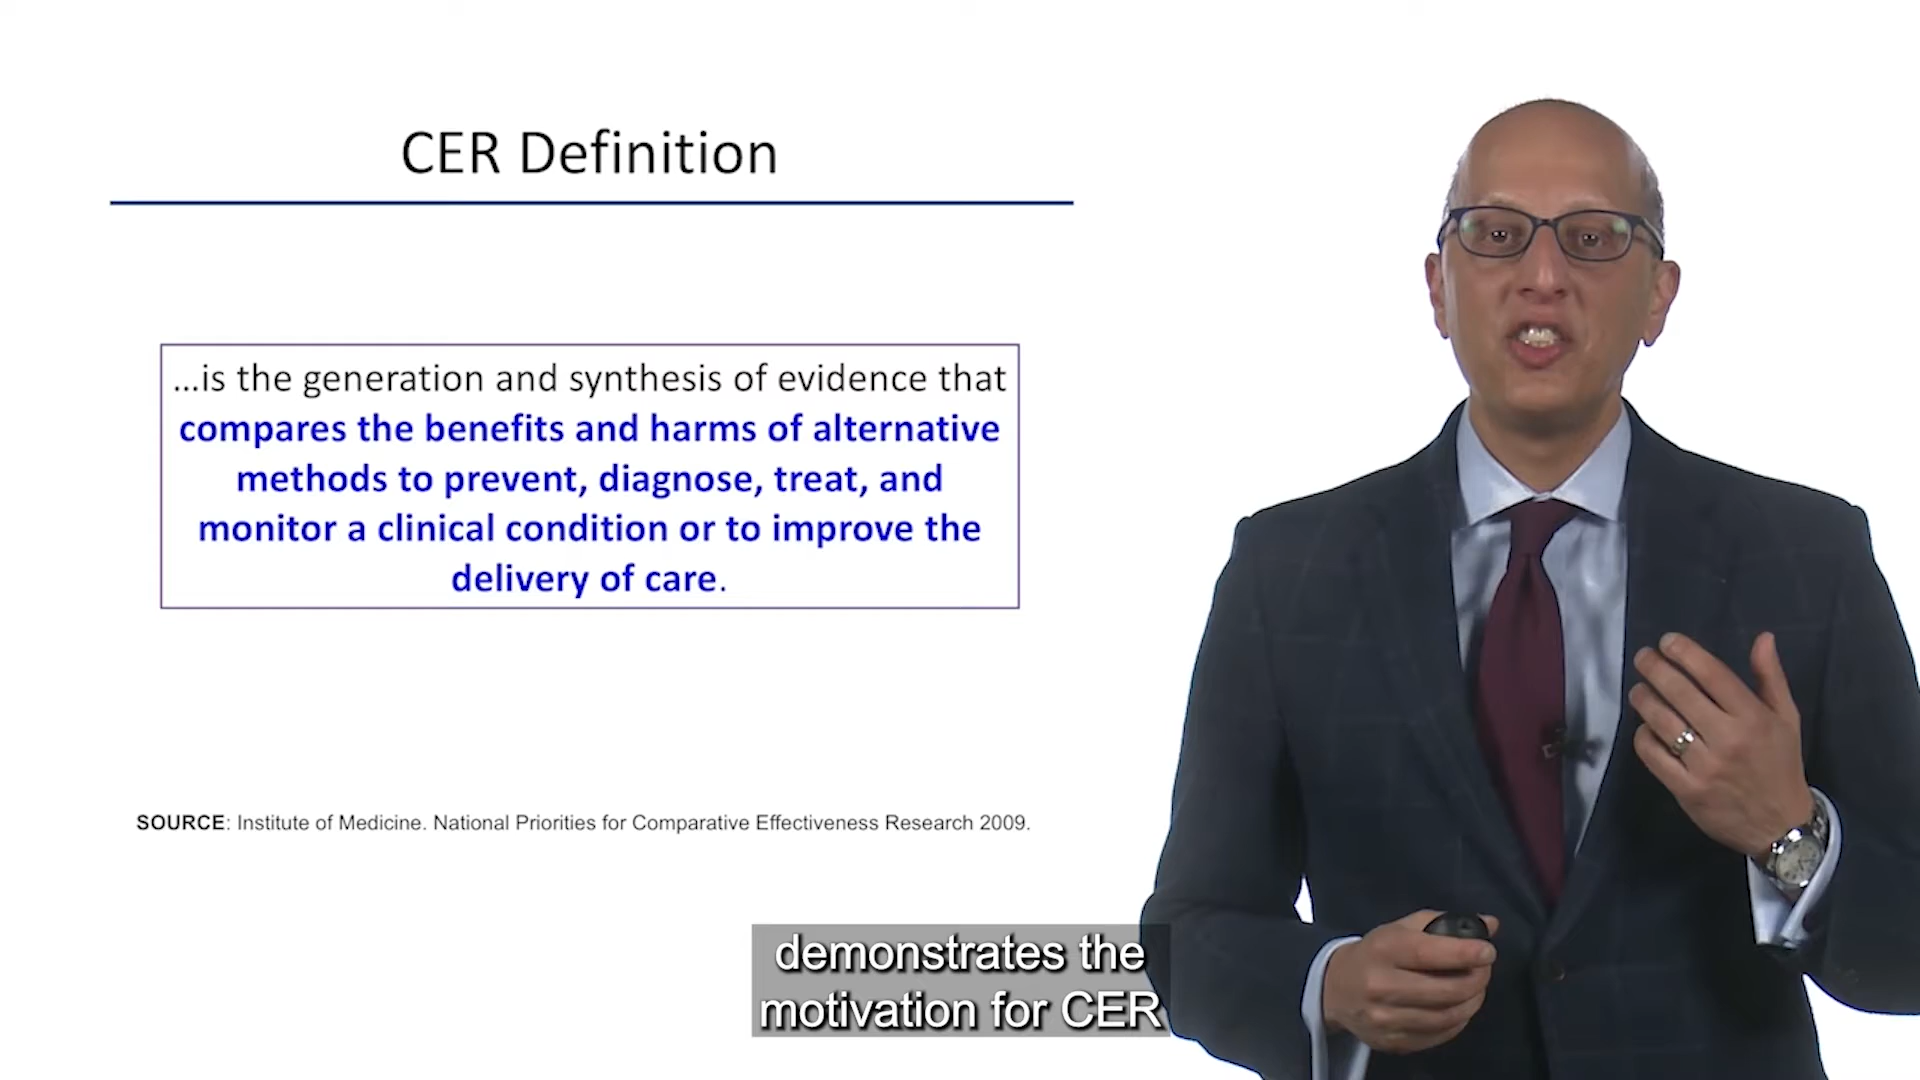 CER Definition
...is the generation and synthesis of evidence that
compares the benefits and harms of alternative
methods to prevent, diagnose, treat, and
monitor a clinical condition or to improve the
delivery of care.
SOURCE: Institute of Medicine. National Priorities for Comparative Effectiveness Research 2009.
demonstrates the
motivation for CER